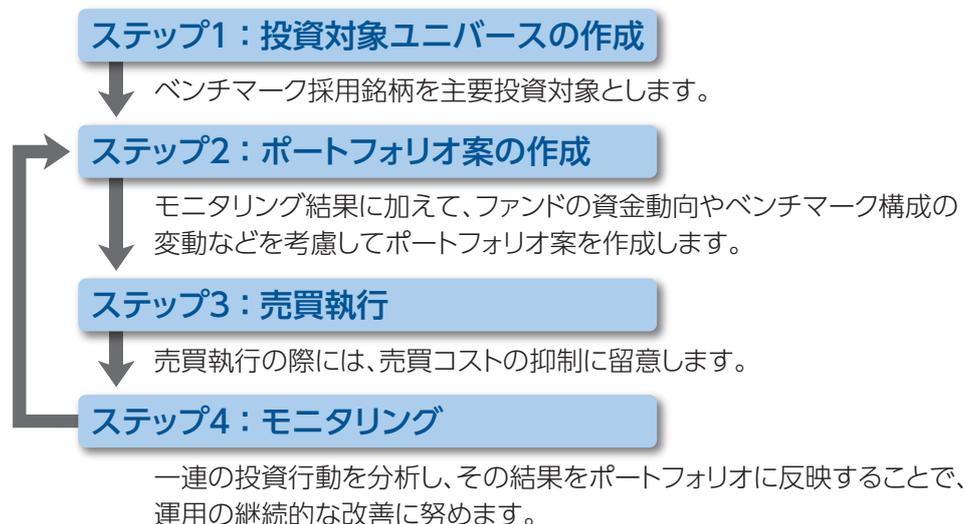 ステップ1：投資対象ユニバースの作成
ベンチマーク採用銘柄を主要投資対象とします。
ステップ2：ポートフォリオ案の作成
モニタリング結果に加えて、ファンドの資金動向やベンチマーク構成の
変動などを考慮してポートフォリオ案を作成します。
ステップ3：売買執行
売買執行の際には、売買コストの抑制に留意します。
ステップ4：モニタリング
一連の投資行動を分析し、その結果をポートフォリオに反映することで、
運用の継続的な改善に努めます。